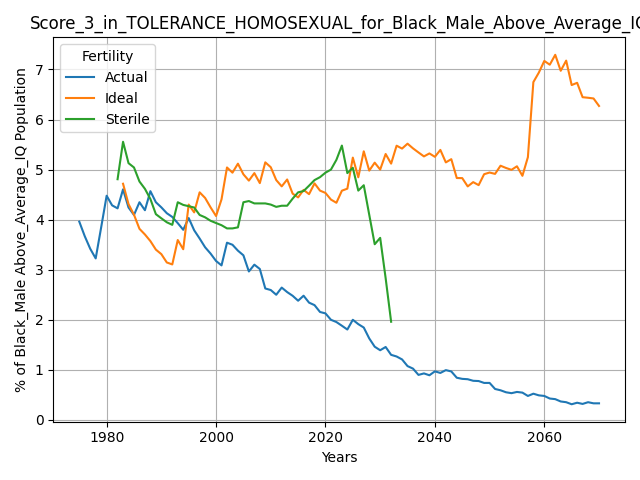 Score_3_in_TOLERANCE_HOMOSEXUAL_for_Black_Male_Above_Average_IQ
Fertility
Actual
Ideal
Sterile
% of Black_Male Above_Average_IQ Population
7
6
5
4
3
2
1
0
1980 2000 2020 2040 2060
Years